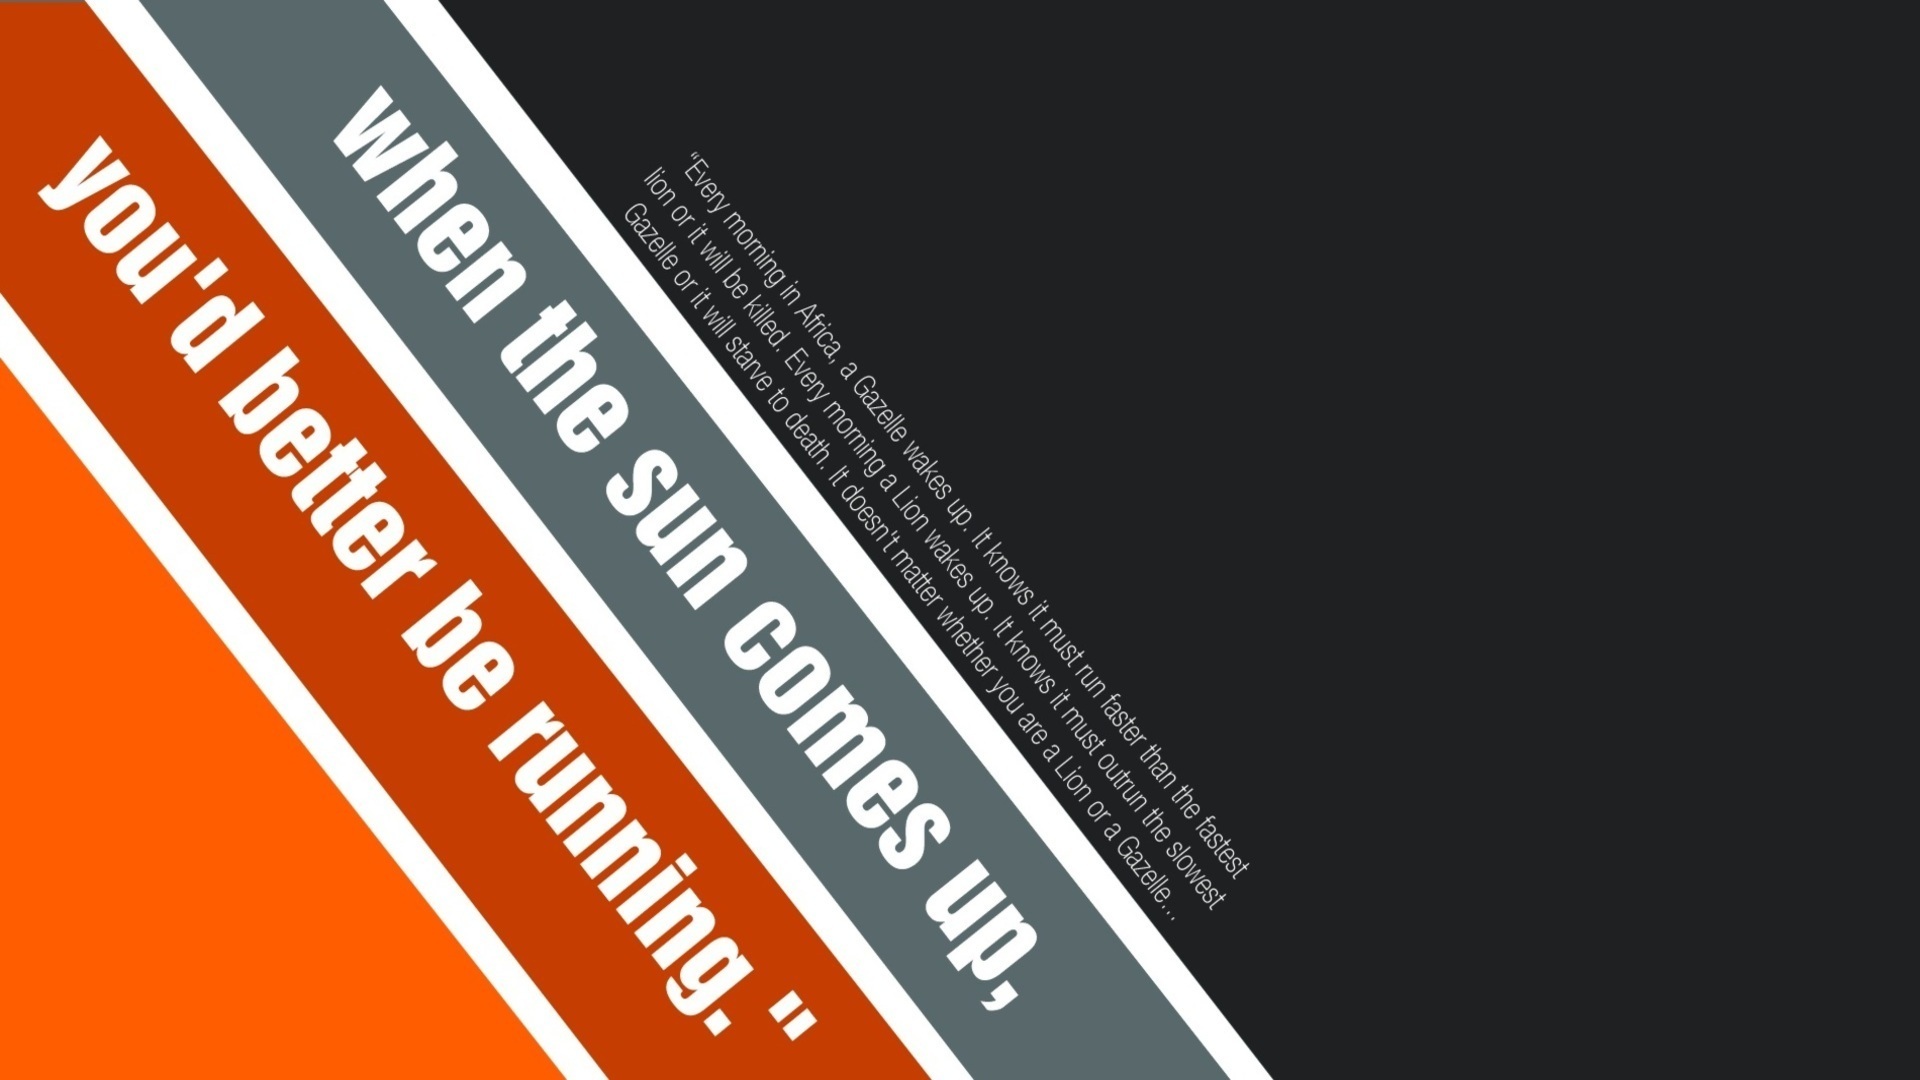 “Every morning in Africa, a Gazelle wakes up. It knows it must run faster than the fastest
lion or it will be killed. Every morning a Lion wakes up. It knows it must outrun the slowest
Gazelle or it will starve to death. It doesn't matter whether you are a Lion or a Gazelle...
when the sun comes up,
you'd better be running."